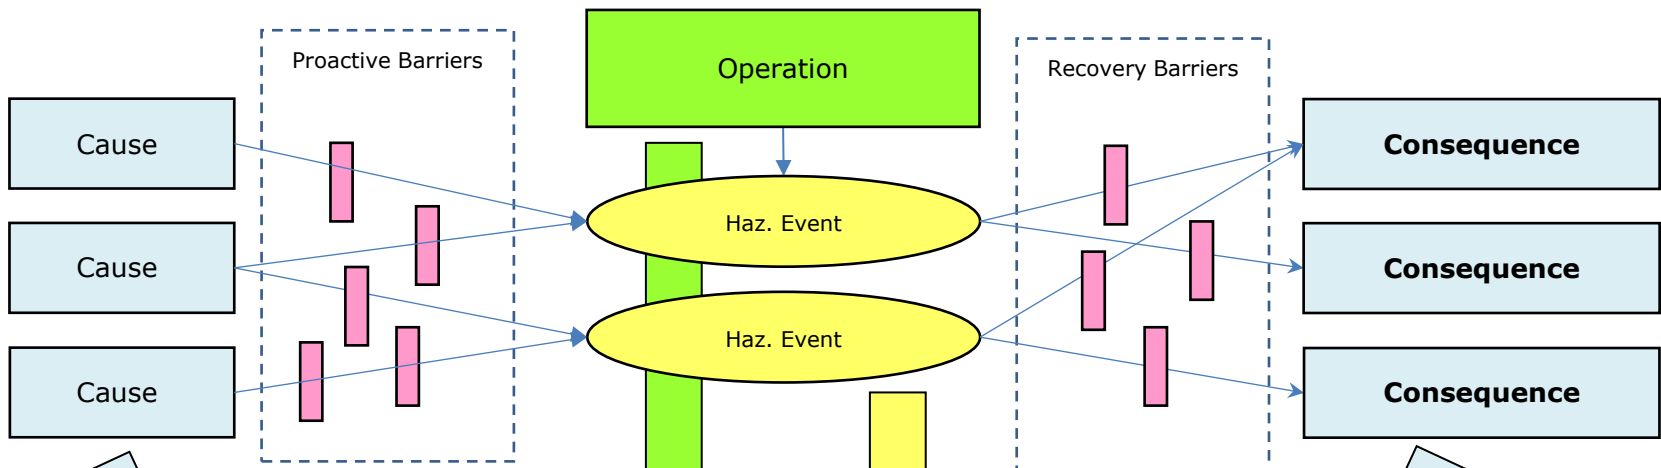 Proactive Barriers
Operation
Recovery Barriers
Cause
Consequence
Haz. Event
Cause
Consequence
Haz. Event
Cause
Consequence